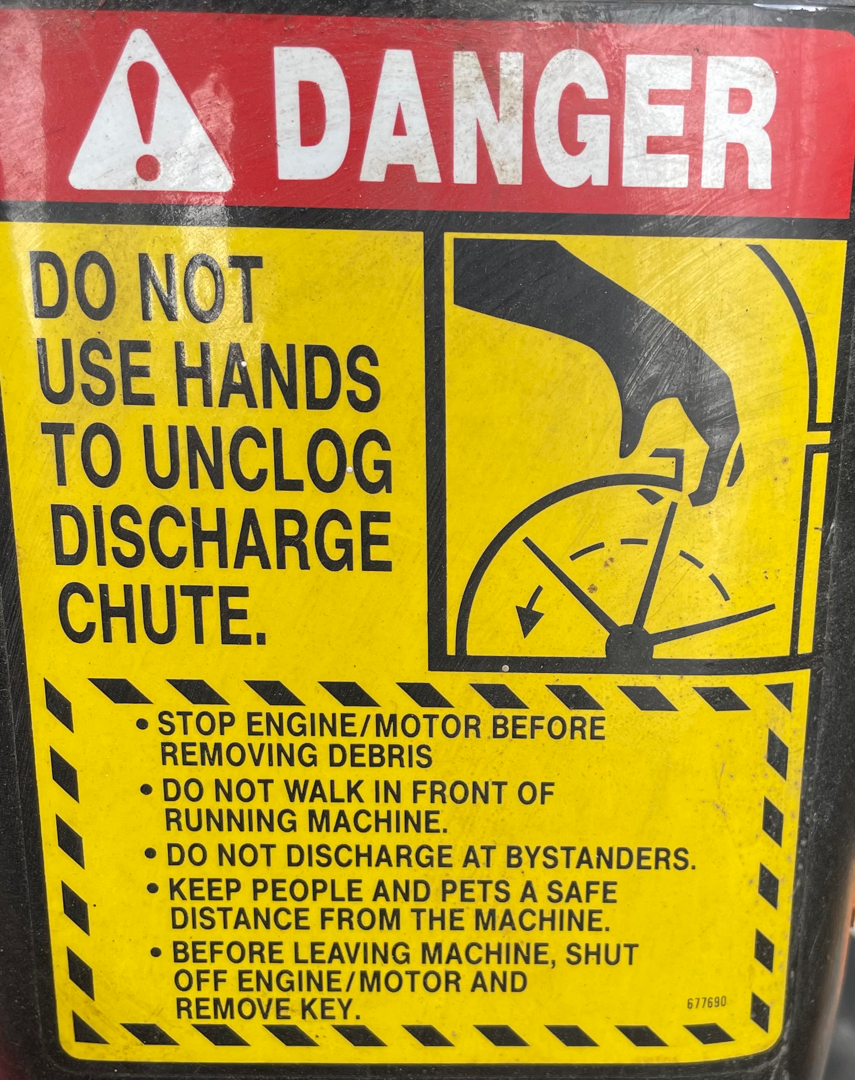 DANGER
DO NOT
USE HANDS
TO UNCLOG
DISCHARGE
CHUTE.
• STOP ENGINE/MOTOR BEFORE
REMOVING DEBRIS
• DO NOT WALK IN FRONT OF
RUNNING MACHINE.
• DO NOT DISCHARGE AT BYSTANDERS.
• KEEP PEOPLE AND PETS A SAFE
DISTANCE FROM THE MACHINE.
• BEFORE LEAVING MACHINE, SHUT
OFF ENGINE/MOTOR AND
REMOVE KEY.
677690